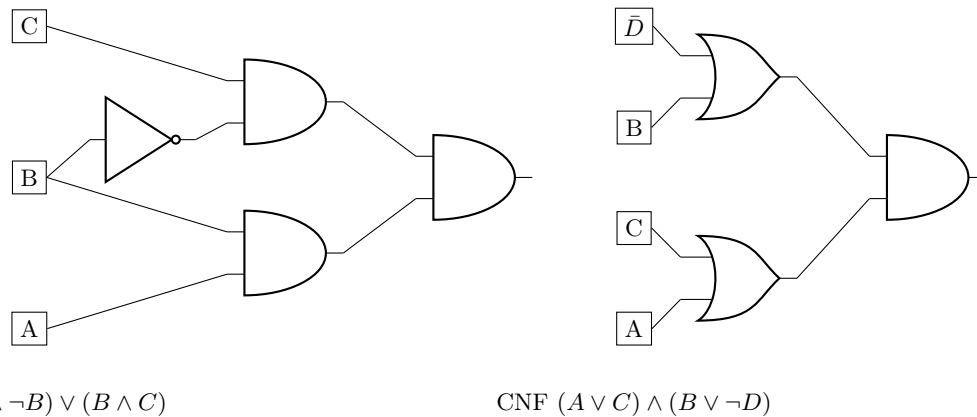 C
B
A
D̄
B
C
A
¬B) ∨ (B ∧ C)
CNF (A ∨ C) ∧ (B ∨ ¬D)